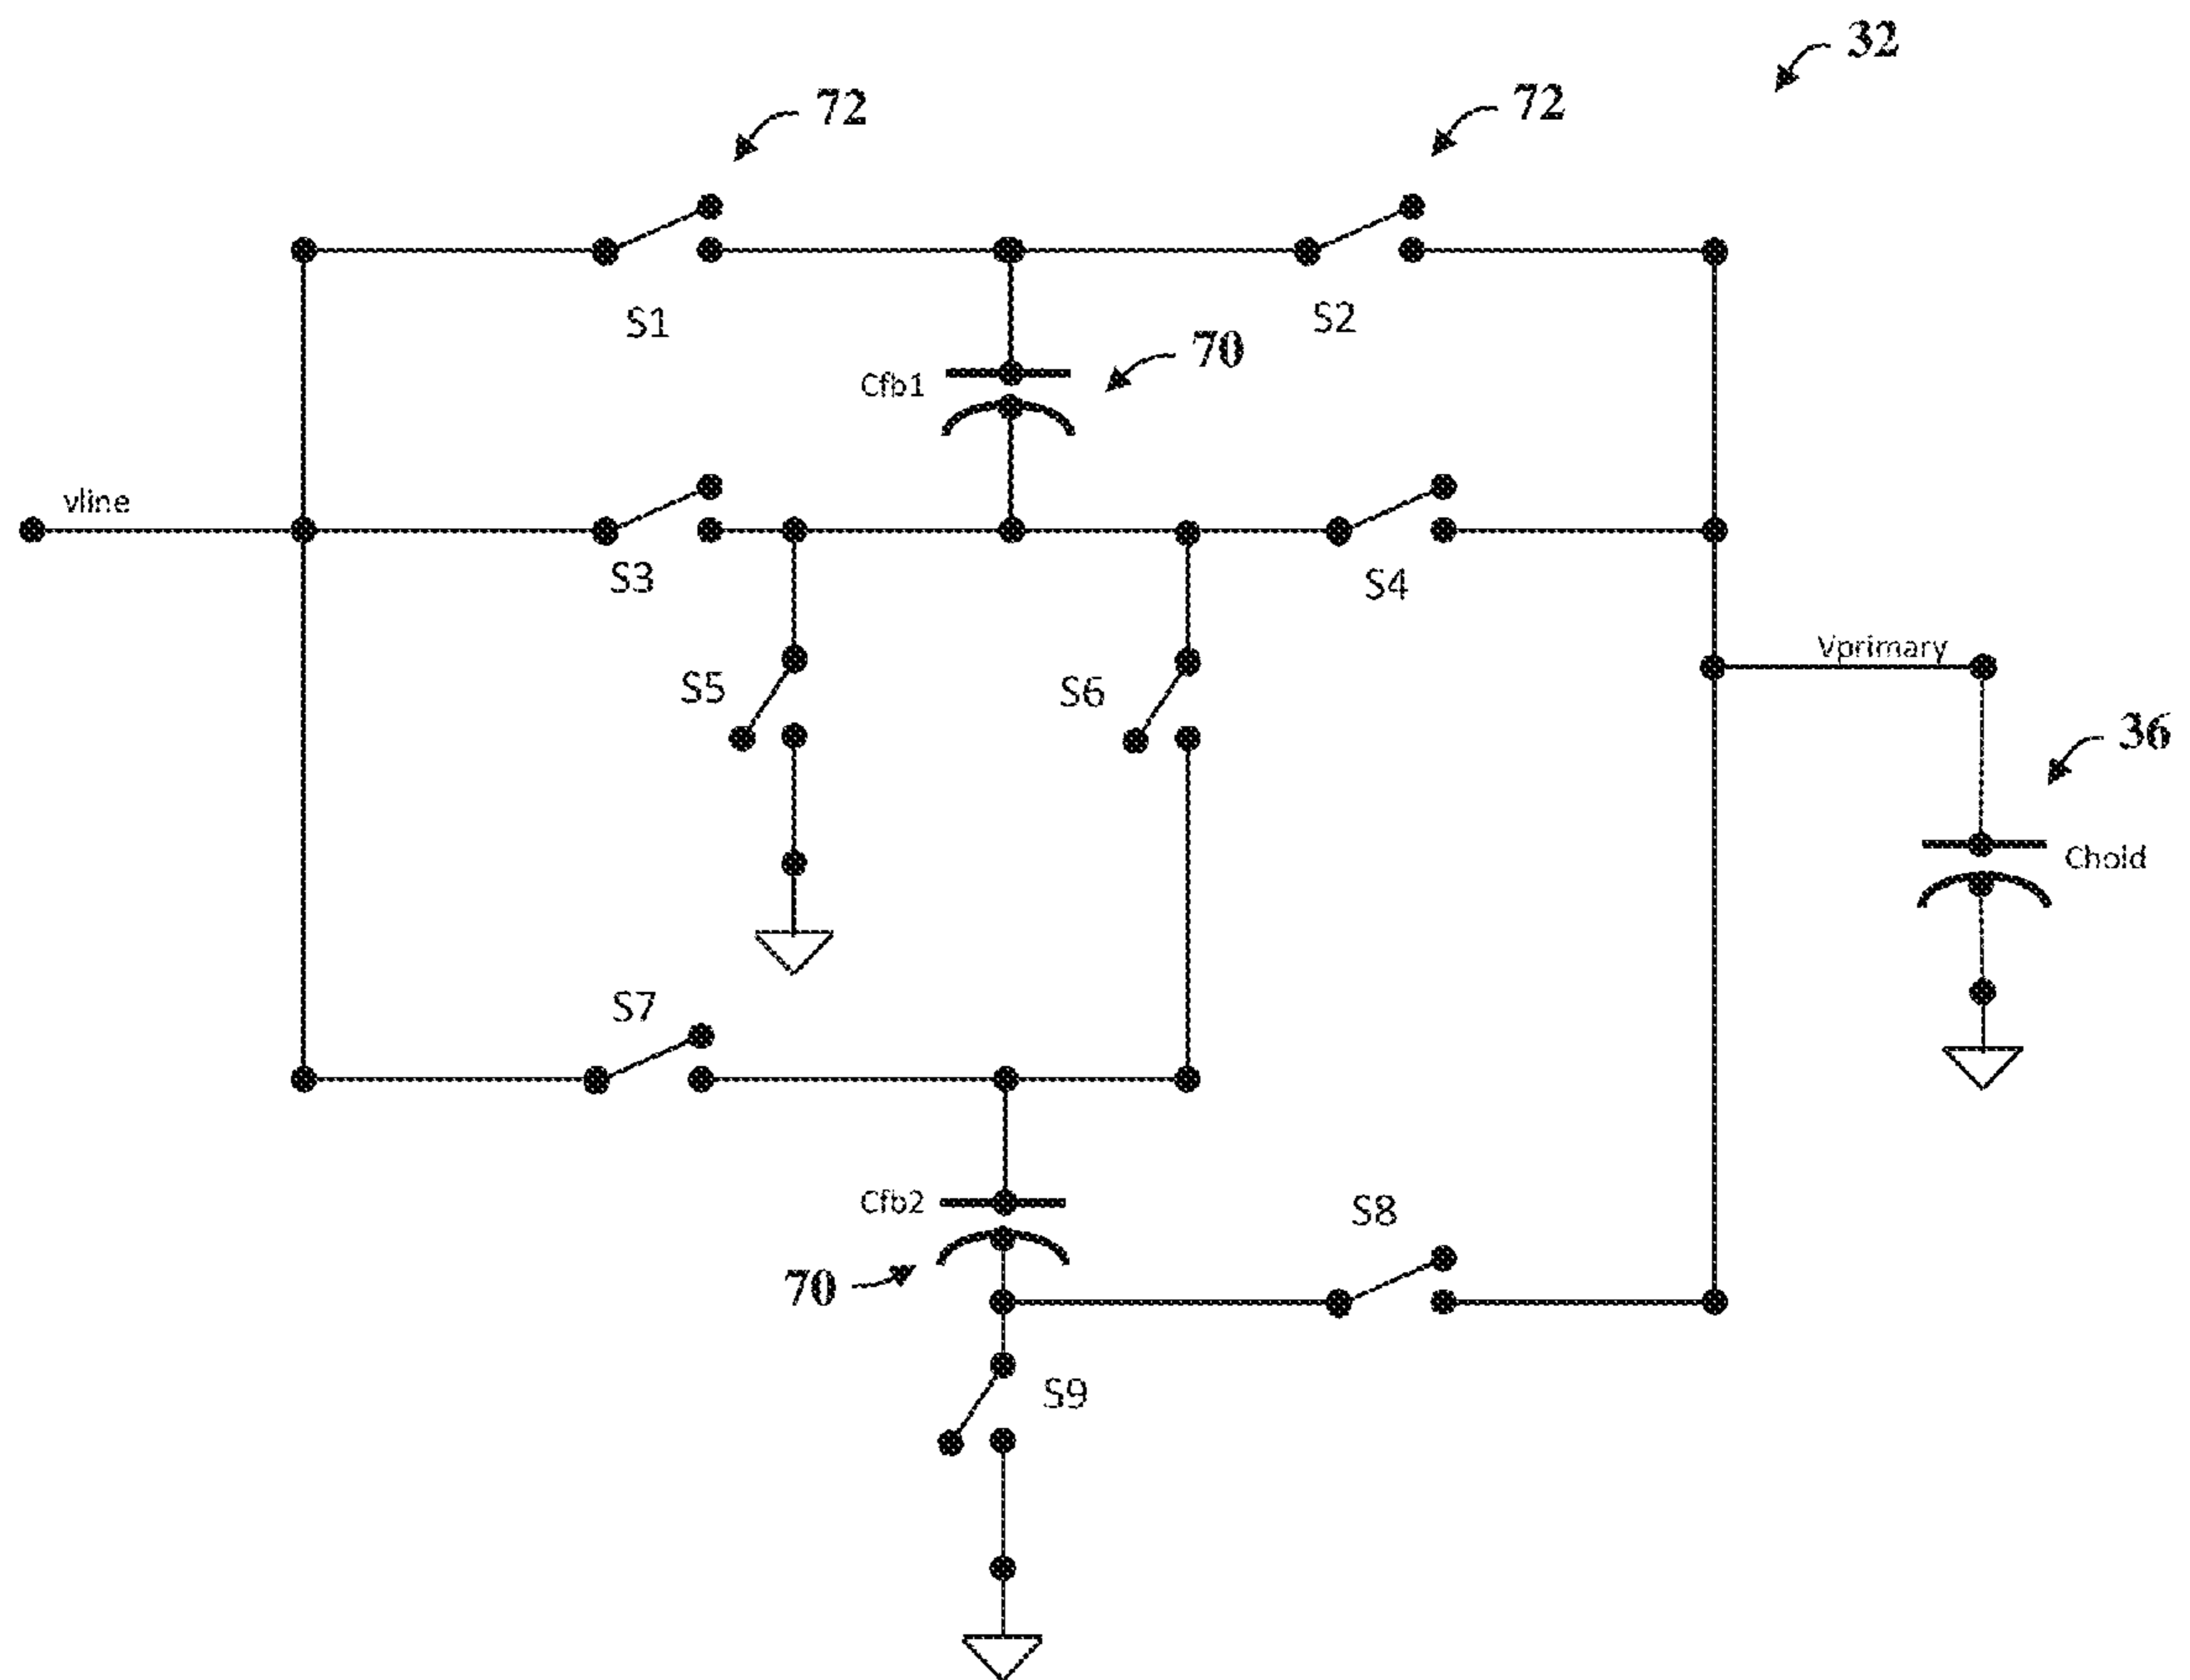 32
72
72
S1
S2
70
Cfb1
vline
S3
S4
S5
S6
Vprimary
36
Chold
S7
Cfb2
S8
70
S9